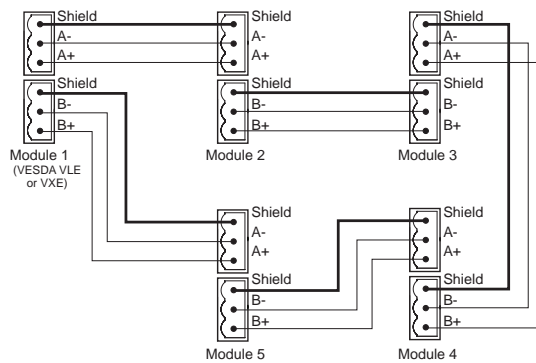 Shield
A-
A+
Shield
B-
B+
Module 1
(VESDA VLE
or VXE)
Shield
A-
A+
Shield
B-
B+
Module 2
Shield
A-
A+
Shield
B-
B+
Module 3
Shield
A-
A+
Shield
B-
B+
Module 5
Shield
A-
A+
Shield
B-
B+
Module 4